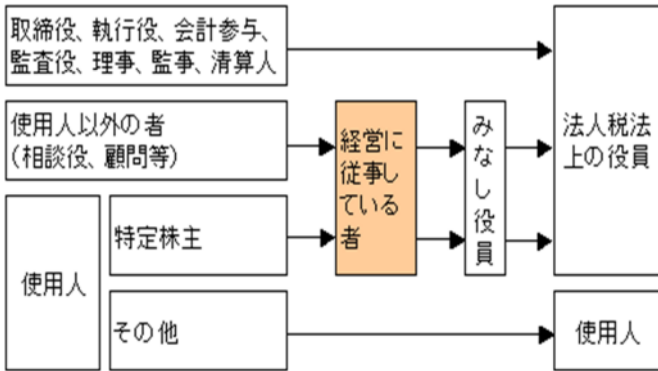 取締役、執行役、会計参与、
監査役、理事、監事、清算人
使用人以外の者
(相談役、顧問等)
経営に
従事し
ている
者
みなし役員
法人税法
上の役員
使用人
特定株主
その他
使用人